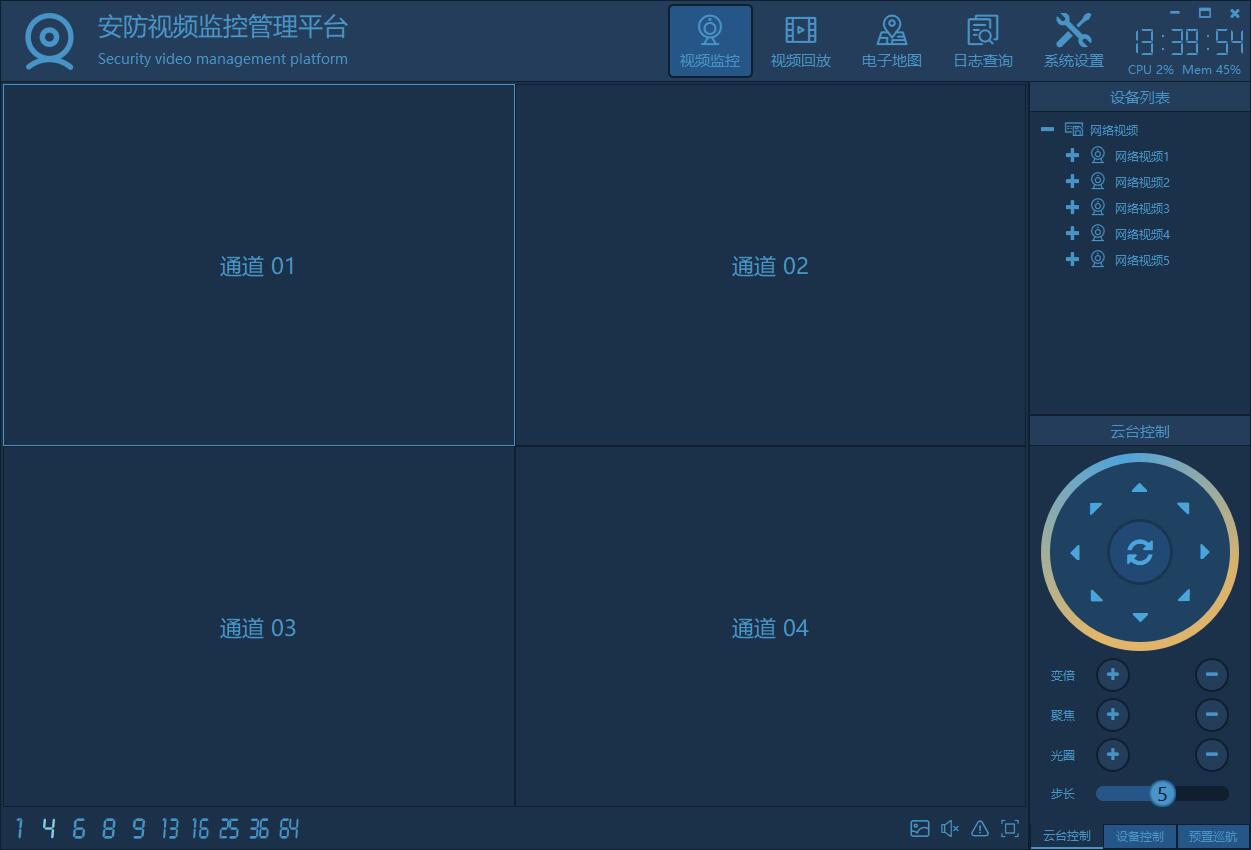 安防视频监控管理平台
Security video management platform
视频监控
视频回放
电子地图
日志查询
系统设置
13:39:54
CPU 2% Mem 45%
通道 01
通道 02
通道 03
通道 04
设备列表
网络视频
网络视频1
网络视频2
网络视频3
网络视频4
网络视频5
云台控制
变倍
聚焦
光圈
步长 5
1 4 6 8 9 13 16 25 36 64
云台控制 设备控制 预置巡航